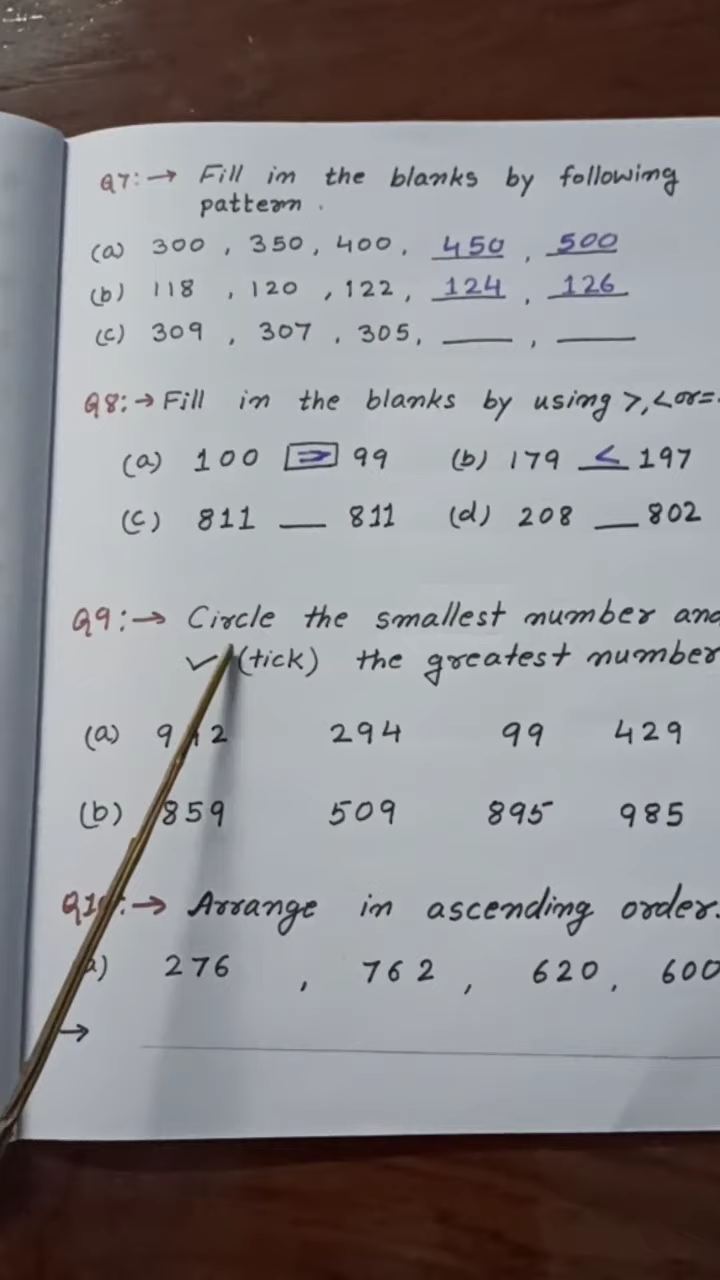 Q7:→ Fill in the blanks by following
pattern.
(a) 300, 350, 400, 450, 500
(b) 118, 120, 122, 124, 126
(c) 309, 307, 305, ___, ___
Q8:→ Fill in the blanks by using >, < or =.
(a) 100 > 99 (b) 179 < 197
(c) 811 __ 811 (d) 208 __ 802
Q9:→ Circle the smallest number and
✓ (tick) the greatest number
(a) 294 99 429
(b) 859 509 895 985
→ Arrange in ascending order.
276, 762, 620, 600
→